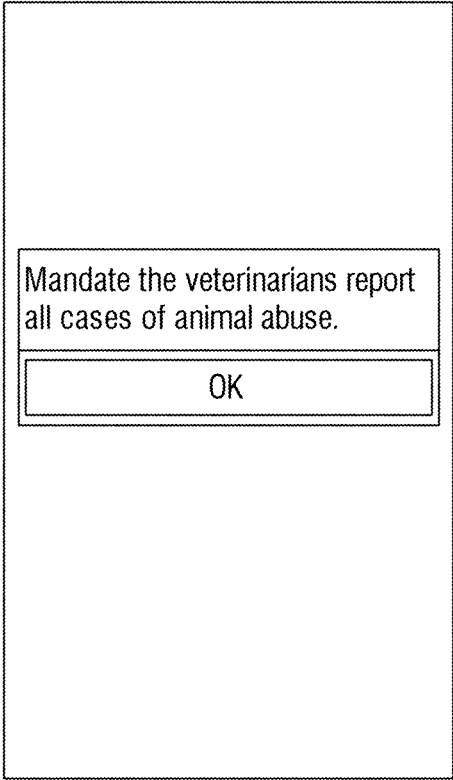 Mandate the veterinarians report
all cases of animal abuse.
OK